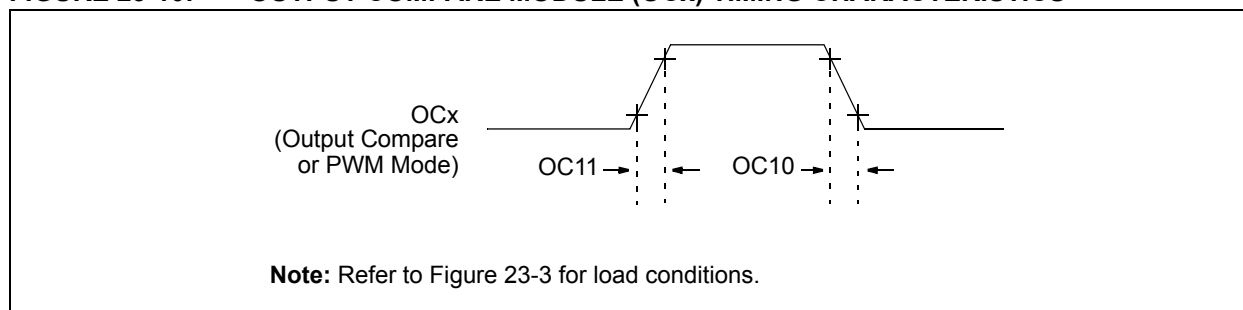 OCx
(Output Compare
or PWM Mode)
OC11
OC10
Note: Refer to Figure 23-3 for load conditions.